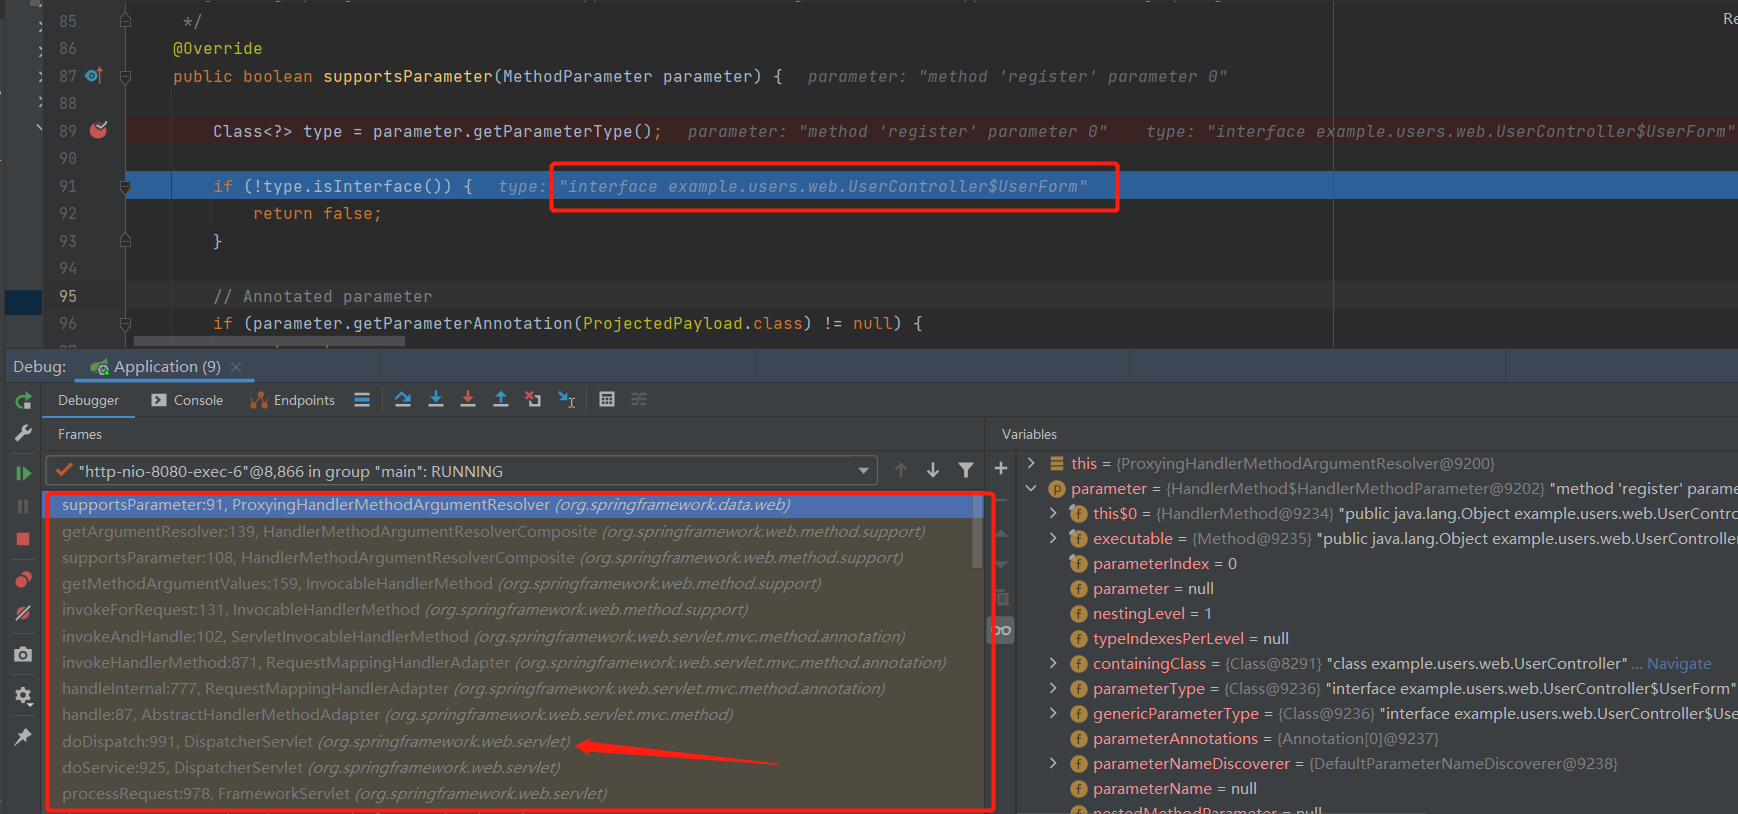 85 */
Re
86 @Override
87 public boolean supportsParameter(MethodParameter parameter) { parameter: "method 'register' parameter 0"
88
89 Class<?> type = parameter.getParameterType(); parameter: "method 'register' parameter 0" type: "interface example.users.web.UserController$UserForm"
90
91 if (!type.isInterface()) { type: "interface example.users.web.UserController$UserForm"
92 return false;
93 }
94
95 // Annotated parameter
96 if (parameter.getParameterAnnotation(ProjectedPayload.class) != null) {
Debug: Application (9)
Debugger Console Endpoints
Frames
"http-nio-8080-exec-6"@8,866 in group "main": RUNNING
supportsParameter:91, ProxyingHandlerMethodArgumentResolver (org.springframework.data.web)
getArgumentResolver:139, HandlerMethodArgumentResolverComposite (org.springframework.web.method.support)
supportsParameter:108, HandlerMethodArgumentResolverComposite (org.springframework.web.method.support)
getMethodArgumentValues:159, InvocableHandlerMethod (org.springframework.web.method.support)
invokeForRequest:131, InvocableHandlerMethod (org.springframework.web.method.support)
invokeAndHandle:102, ServletInvocableHandlerMethod (org.springframework.web.servlet.mvc.method.annotation)
invokeHandlerMethod:871, RequestMappingHandlerAdapter (org.springframework.web.servlet.mvc.method.annotation)
handleInternal:777, RequestMappingHandlerAdapter (org.springframework.web.servlet.mvc.method.annotation)
handle:87, AbstractHandlerMethodAdapter (org.springframework.web.servlet.mvc.method)
doDispatch:991, DispatcherServlet (org.springframework.web.servlet)
doService:925, DispatcherServlet (org.springframework.web.servlet)
processRequest:978, FrameworkServlet (org.springframework.web.servlet)
Variables
this = {ProxyingHandlerMethodArgumentResolver@9200}
parameter = {HandlerMethod$HandlerMethodParameter@9202} "method 'register' parame
this$0 = {HandlerMethod@9234} "public java.lang.Object example.users.web.UserContro
executable = {Method@9235} "public java.lang.Object example.users.web.UserController
parameterIndex = 0
parameter = null
nestingLevel = 1
typeIndexesPerLevel = null
containingClass = {Class@8291} "class example.users.web.UserController" ... Navigate
parameterType = {Class@9236} "interface example.users.web.UserController$UserForm"
genericParameterType = {Class@9236} "interface example.users.web.UserController$Use
parameterAnnotations = {Annotation[0]@9237}
parameterNameDiscoverer = {DefaultParameterNameDiscoverer@9238}
parameterName = null
nestedMethodParameter = null